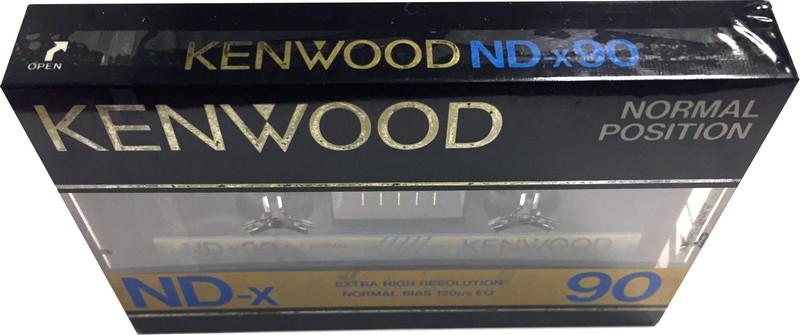 OPEN
KENWOOD ND-x90
KENWOOD
NORMAL
POSITION
ND-x90
KENWOOD
ND-x
EXTRA HIGH RESOLUTION
NORMAL BIAS 120μs EQ
90